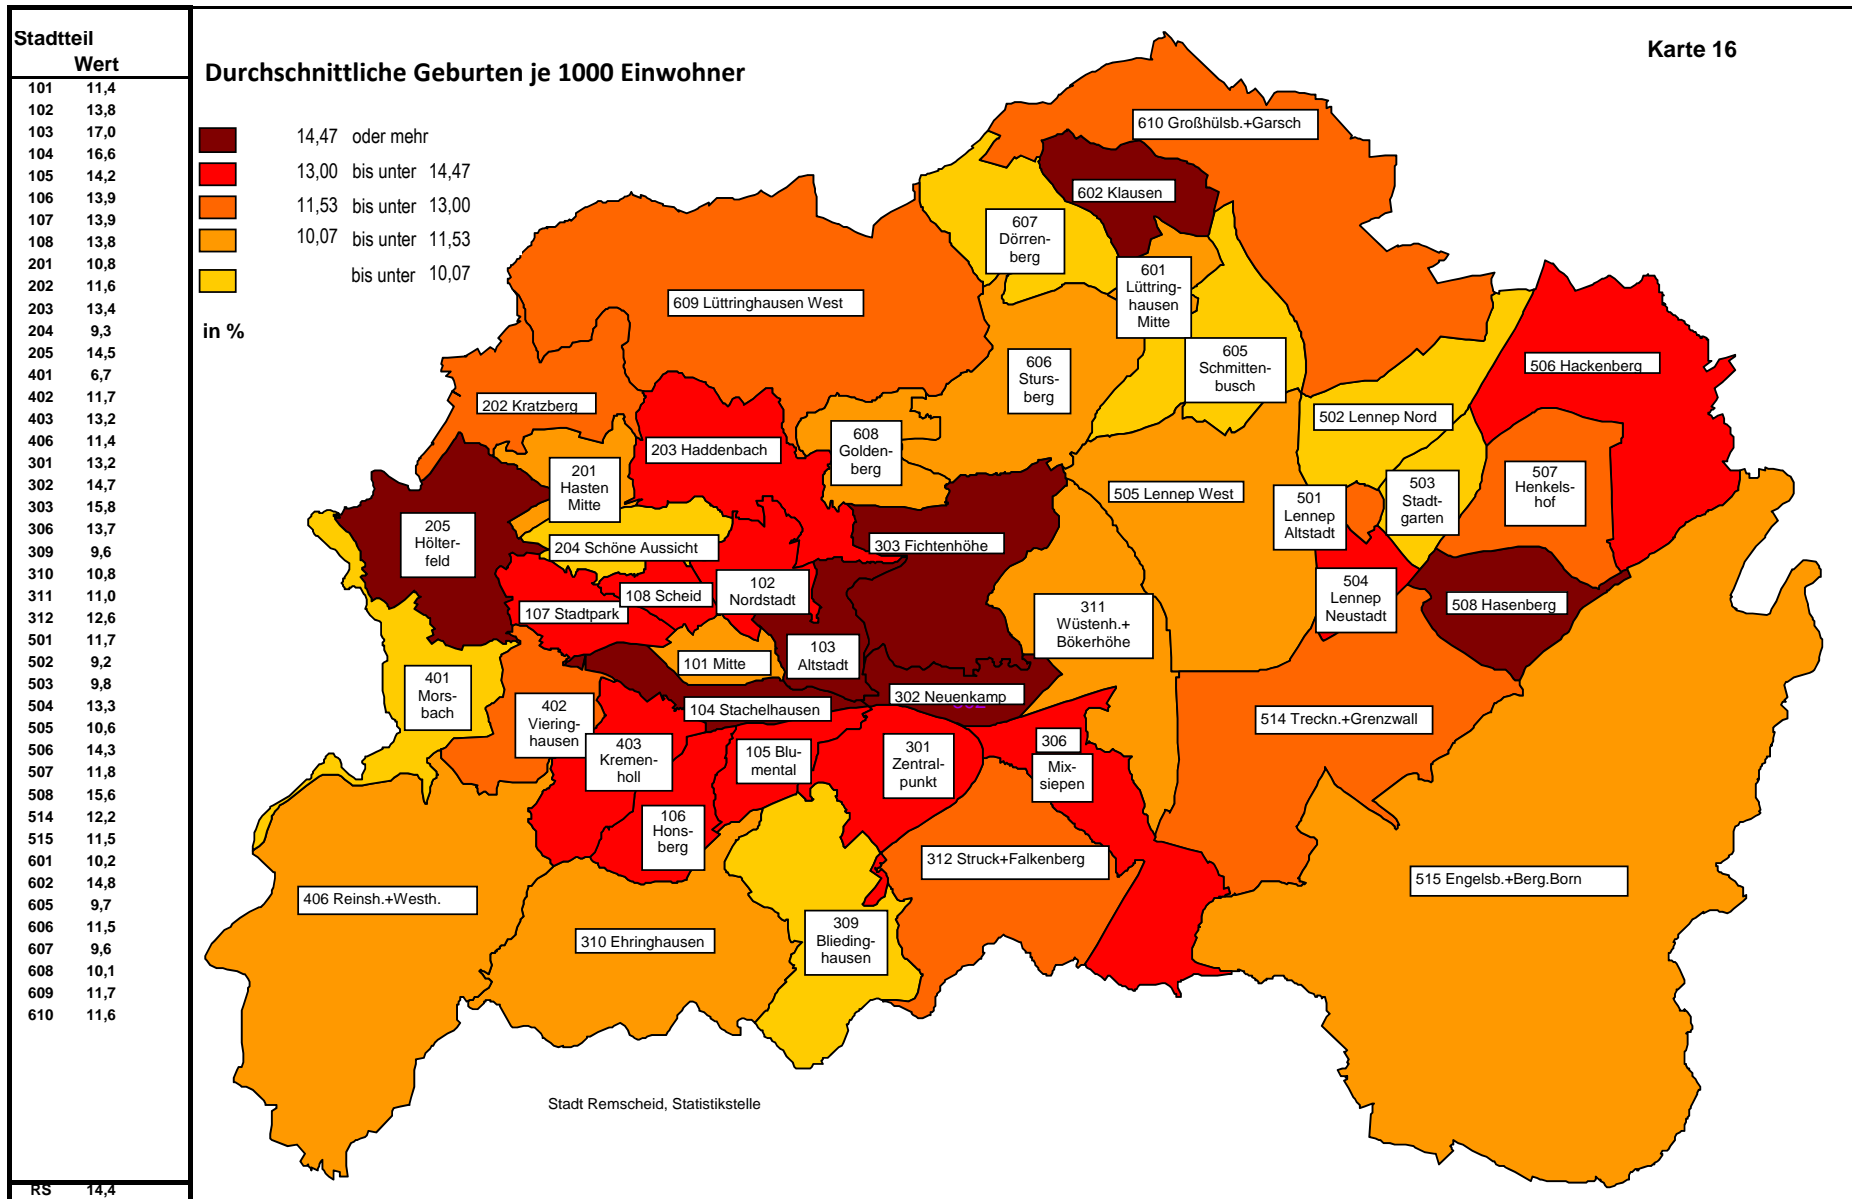 Stadtteil
Wert
101 11,4
102 13,8
103 17,0
104 16,6
105 14,2
106 13,9
107 13,9
108 13,8
201 10,8
202 11,6
203 13,4
204 9,3
205 14,5
401 6,7
402 11,7
403 13,2
406 11,4
301 13,2
302 14,7
303 15,8
306 13,7
309 9,6
310 10,8
311 11,0
312 12,6
501 11,7
502 9,2
503 9,8
504 13,3
505 10,6
506 14,3
507 11,8
508 15,6
514 12,2
515 11,5
601 10,2
602 14,8
605 9,7
606 11,5
607 9,6
608 10,1
609 11,7
610 11,6
RS 14,4
Durchschnittliche Geburten je 1000 Einwohner
Karte 16
14,47 oder mehr
13,00 bis unter 14,47
11,53 bis unter 13,00
10,07 bis unter 11,53
bis unter 10,07
in %
610 Großhülsb.+Garsch
602 Klausen
607
Dörren-
berg
601
Lüttring-
hausen
Mitte
609 Lüttringhausen West
605
Schmitten-
busch
606
Sturs-
berg
506 Hackenberg
202 Kratzberg
502 Lennep Nord
608
Golden-
berg
203 Haddenbach
201
Hasten
Mitte
507
Henkels-
hof
503
Stadt-
garten
505 Lennep West
501
Lennep
Altstadt
205
Hölter-
feld
204 Schöne Aussicht
303 Fichtenhöhe
102
Nordstadt
108 Scheid
107 Stadtpark
504
Lennep
Neustadt
508 Hasenberg
311
Wüstenh.+
Bökerhöhe
103
Altstadt
101 Mitte
401
Mors-
bach
302 Neuenkamp
302
402
Viering-
hausen
104 Stachelhausen
514 Treckn.+Grenzwall
403
Kremen-
holl
105 Blu-
mental
301
Zentral-
punkt
306
Mix-
siepen
106
Hons-
berg
312 Struck+Falkenberg
515 Engelsb.+Berg.Born
406 Reinsh.+Westh.
310 Ehringhausen
309
Blieding-
hausen
Stadt Remscheid, Statistikstelle